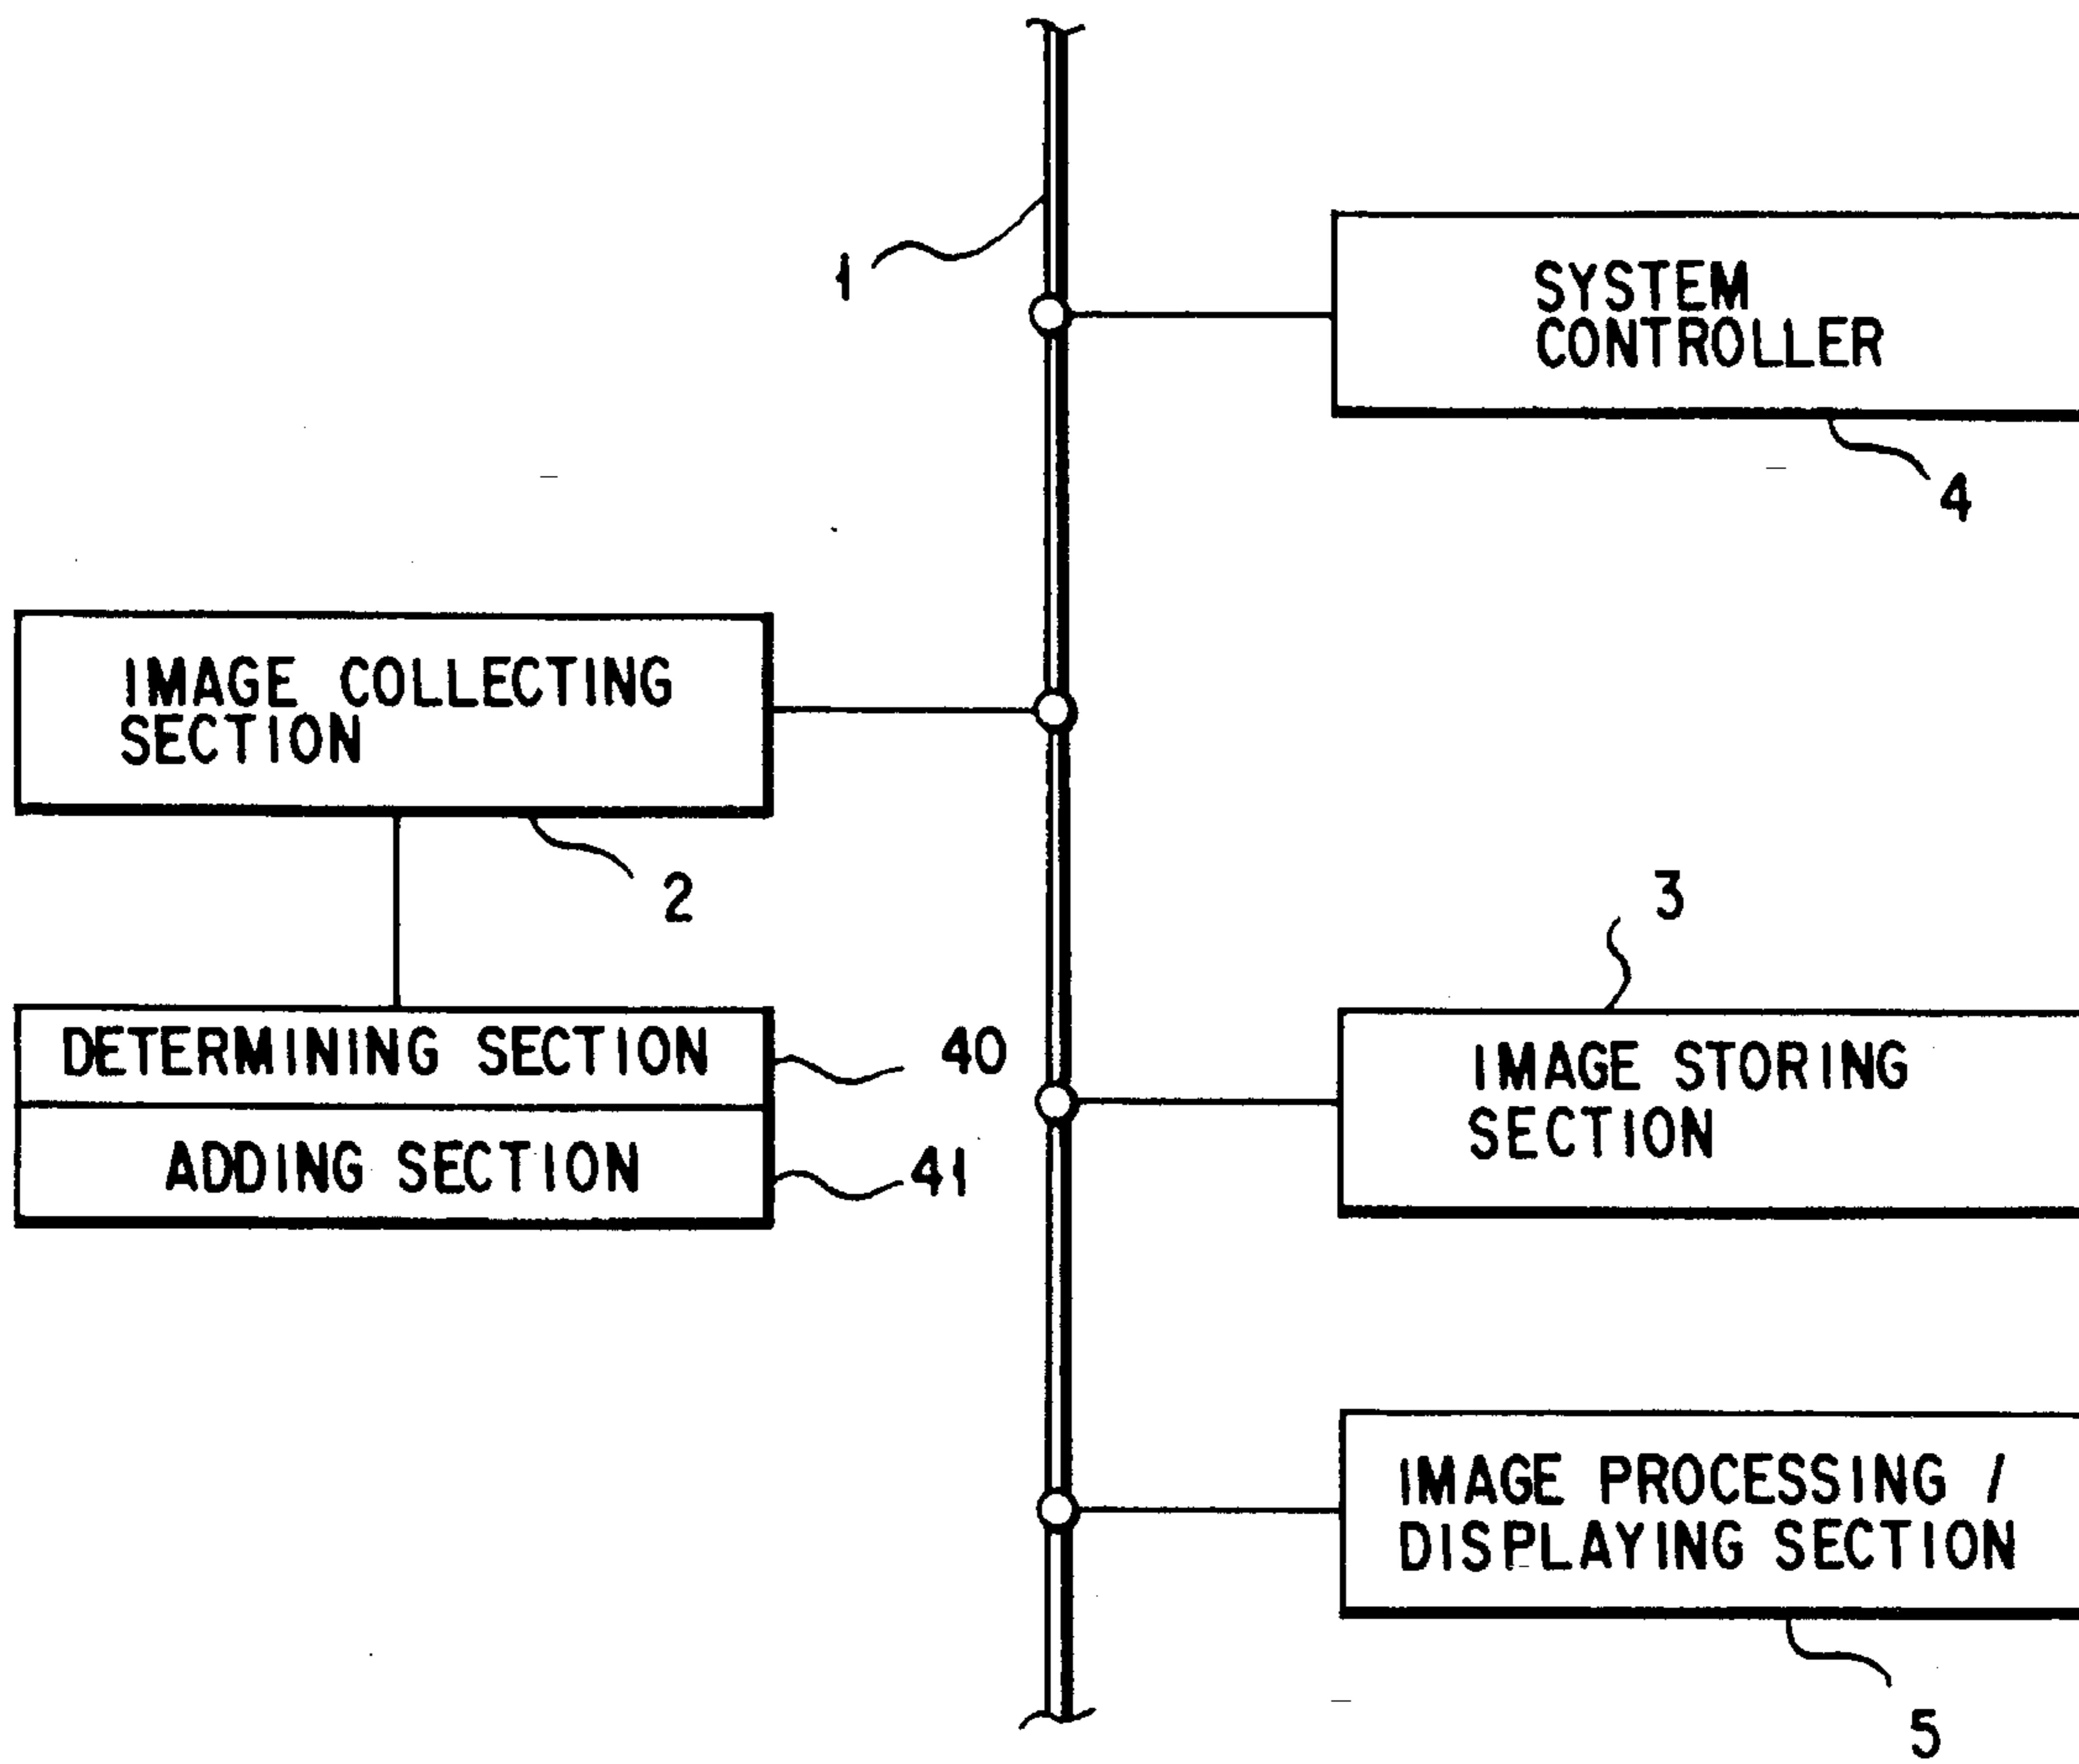 1
SYSTEM
CONTROLLER
4
IMAGE COLLECTING
SECTION
2
3
DETERMINING SECTION
40
ADDING SECTION
41
IMAGE STORING
SECTION
IMAGE PROCESSING /
DISPLAYING SECTION
5